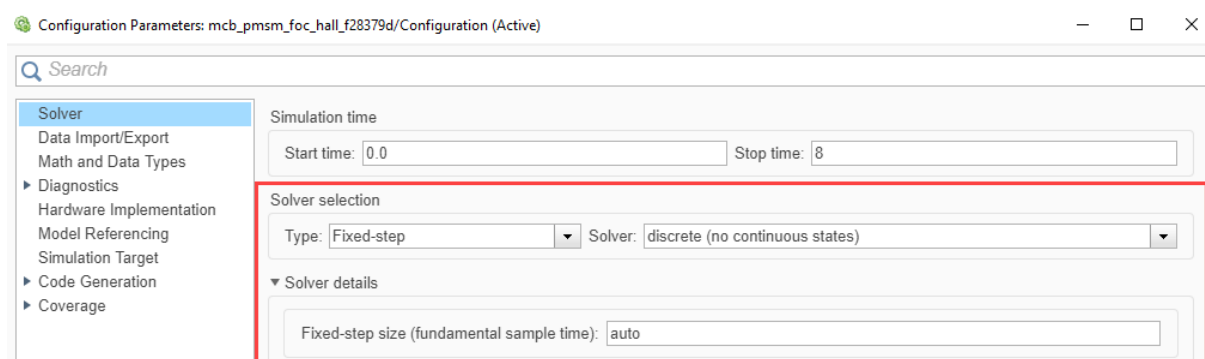 Configuration Parameters: mcb_pmsm_foc_hall_f28379d/Configuration (Active)
Search
Solver
Data Import/Export
Math and Data Types
Diagnostics
Hardware Implementation
Model Referencing
Simulation Target
Code Generation
Coverage
Simulation time
Start time: 0.0 Stop time: 8
Solver selection
Type: Fixed-step Solver: discrete (no continuous states)
Solver details
Fixed-step size (fundamental sample time): auto